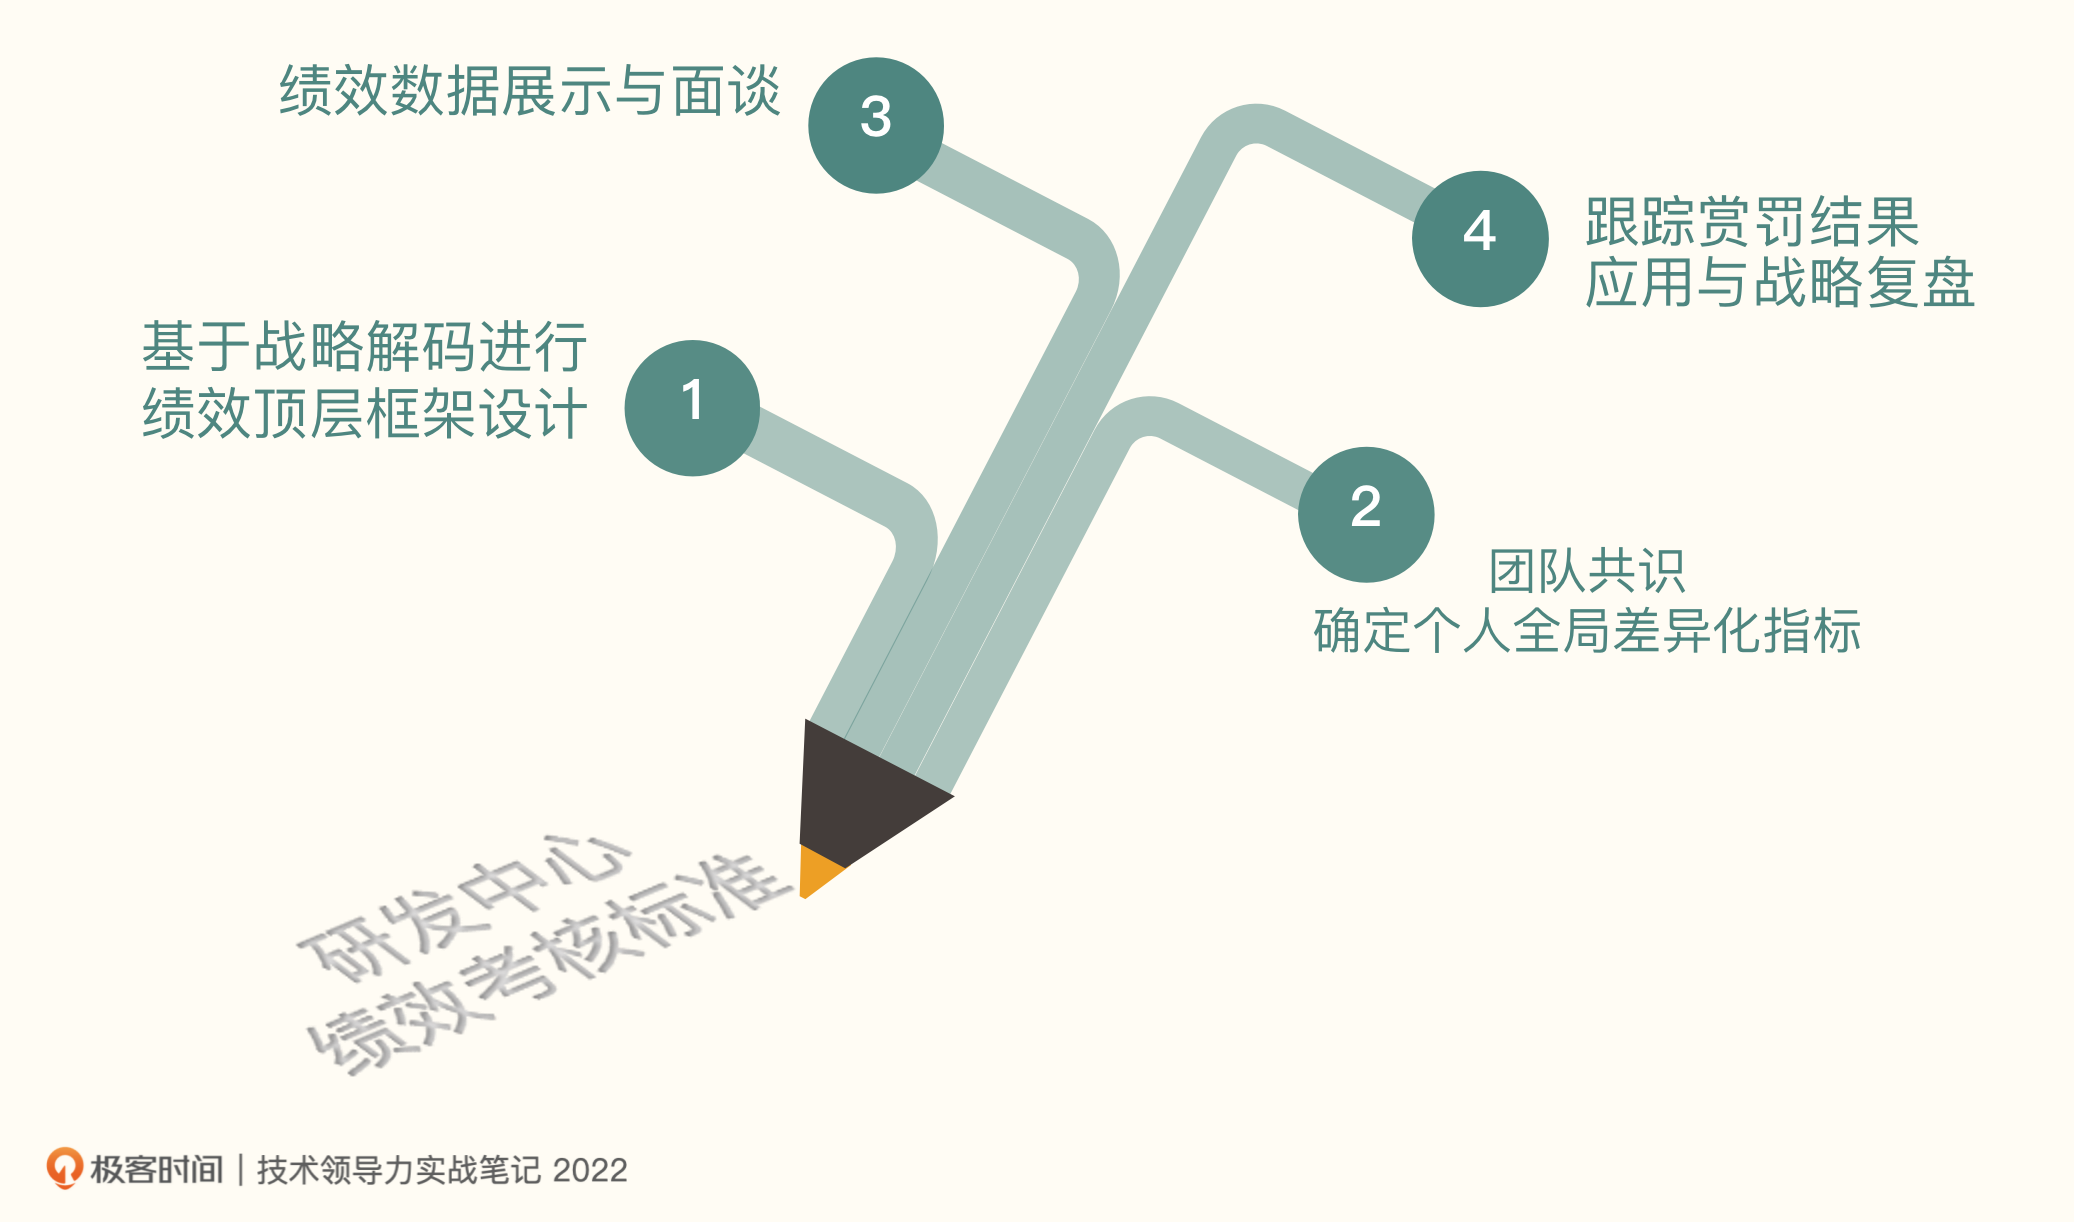 绩效数据展示与面谈
3
4
跟踪赏罚结果
应用与战略复盘
基于战略解码进行
绩效顶层框架设计
1
2
团队共识
确定个人全局差异化指标
研发中心
绩效考核标准
极客时间 | 技术领导力实战笔记 2022